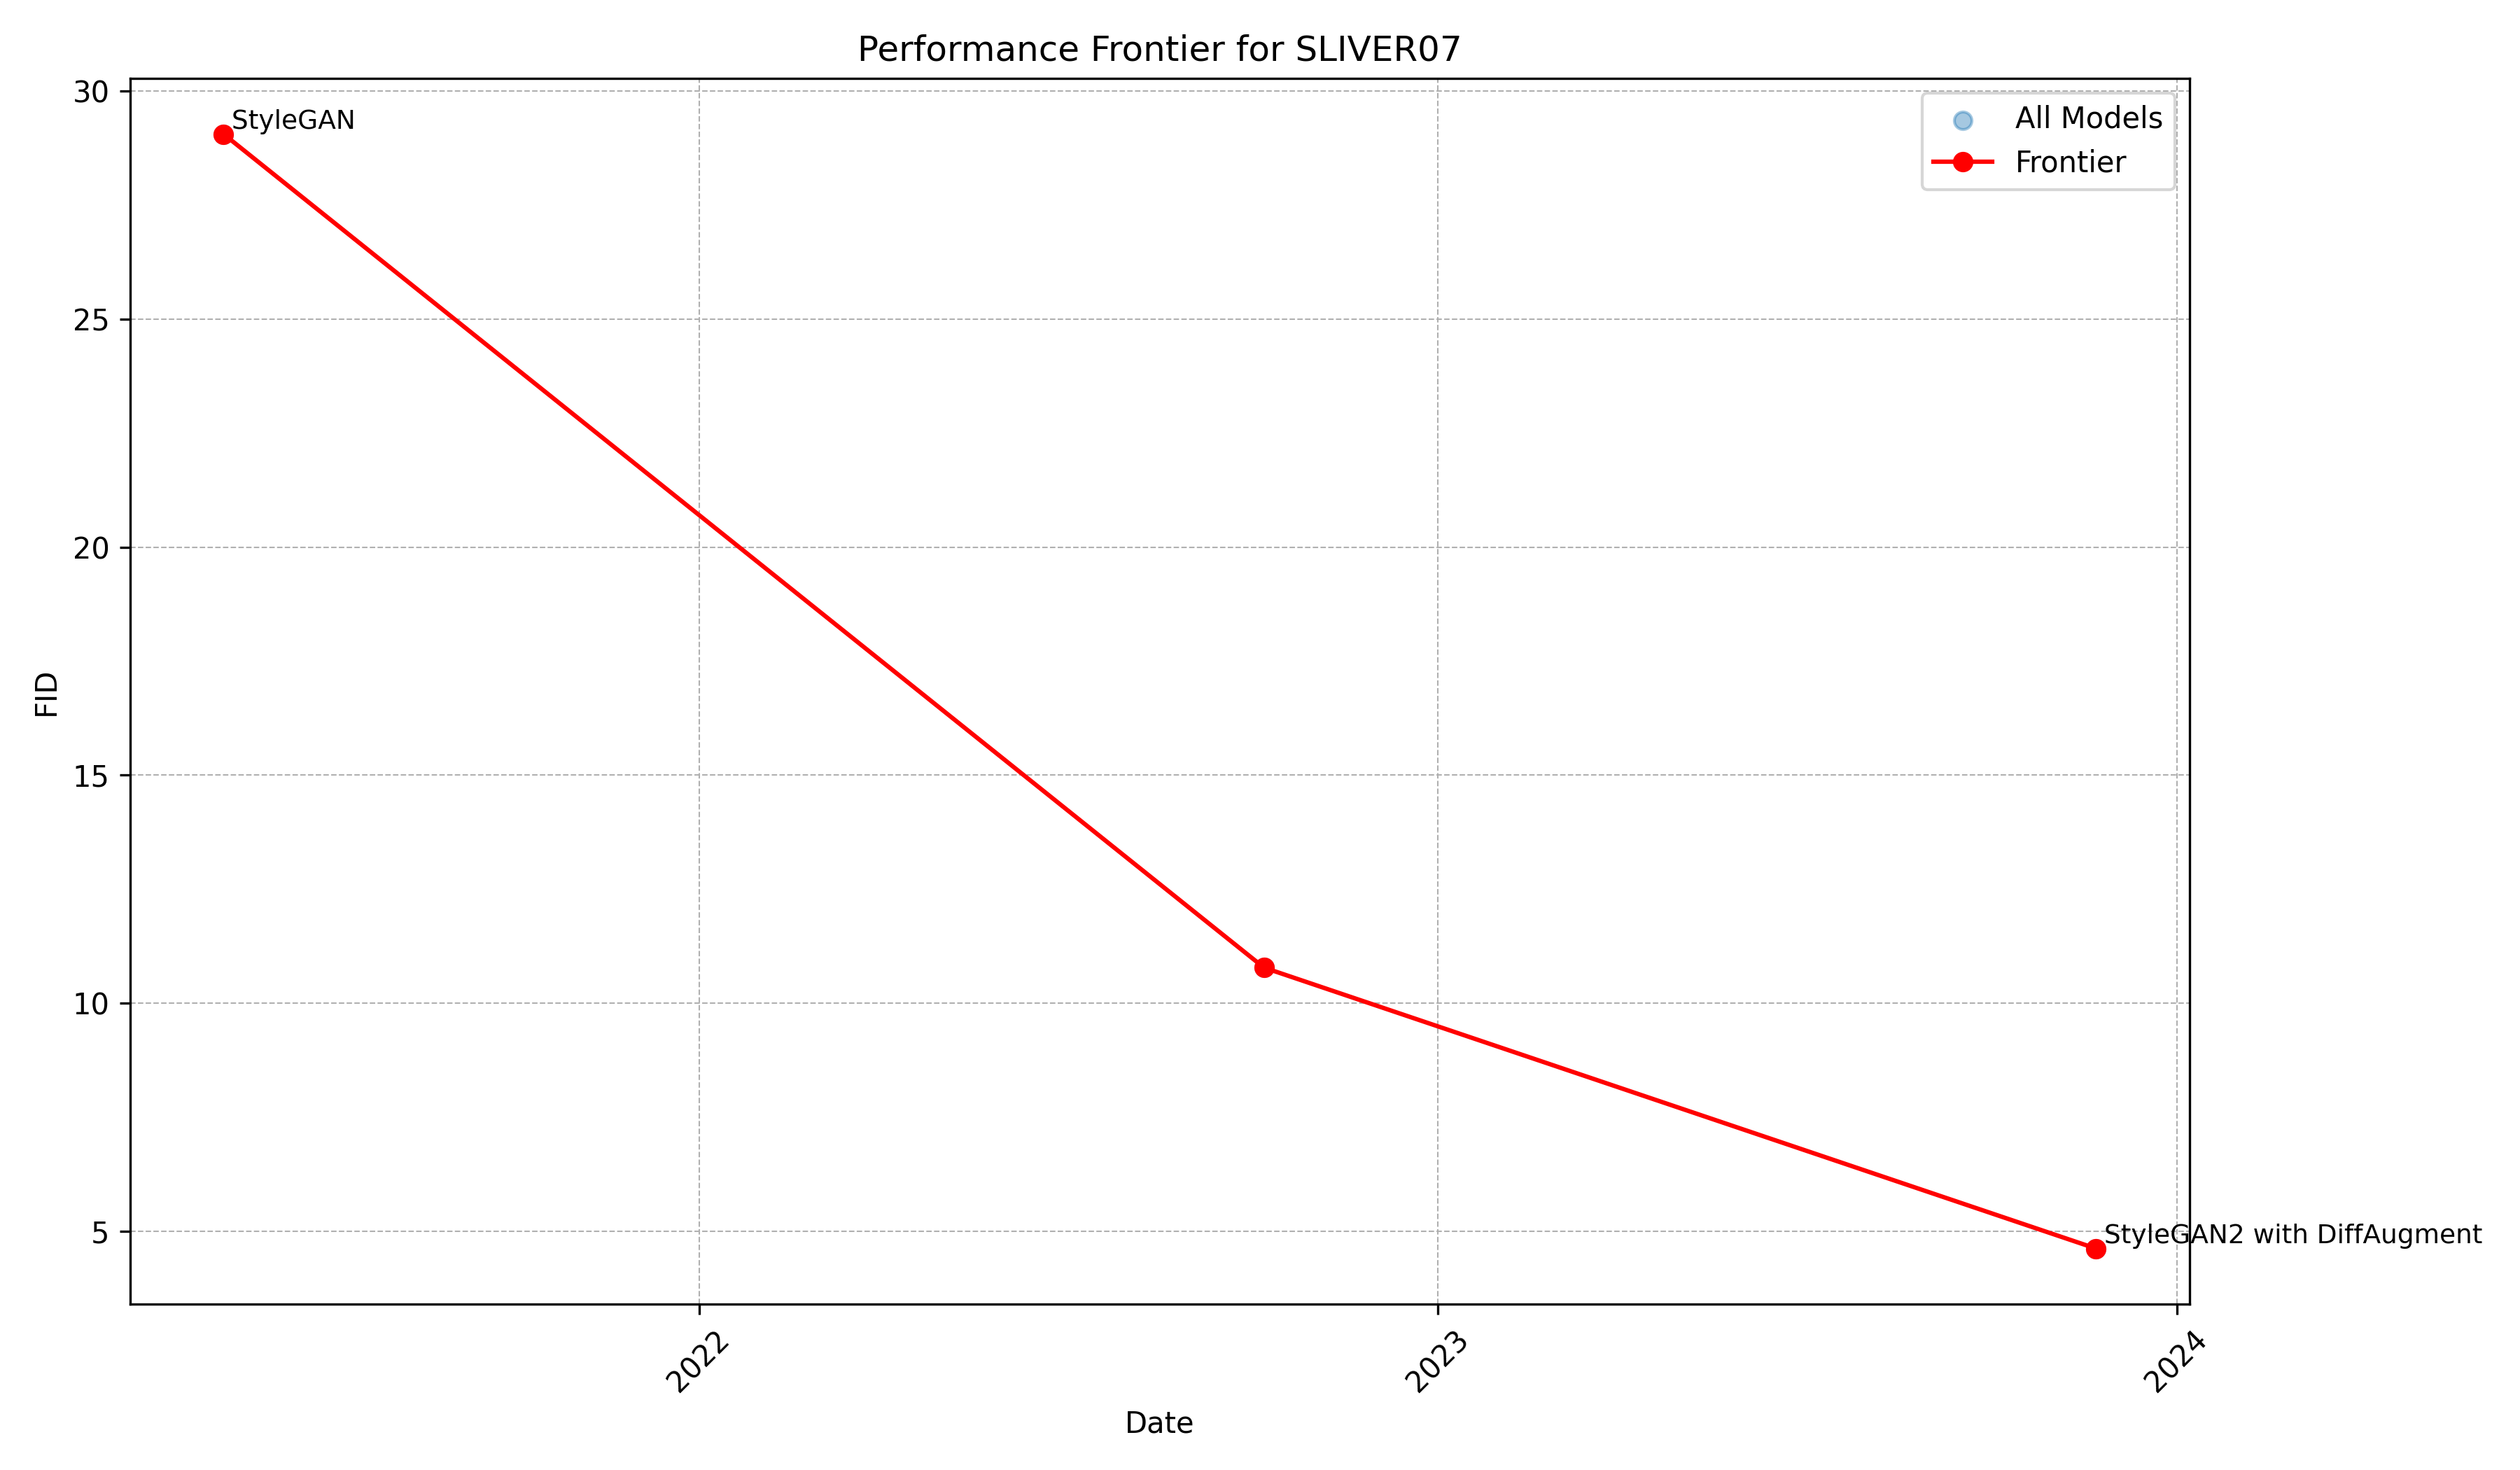 Performance Frontier for SLIVER07
30
25
20
15
10
5
FID
StyleGAN
All Models
Frontier
StyleGAN2 with DiffAugment
2022
2023
2024
Date